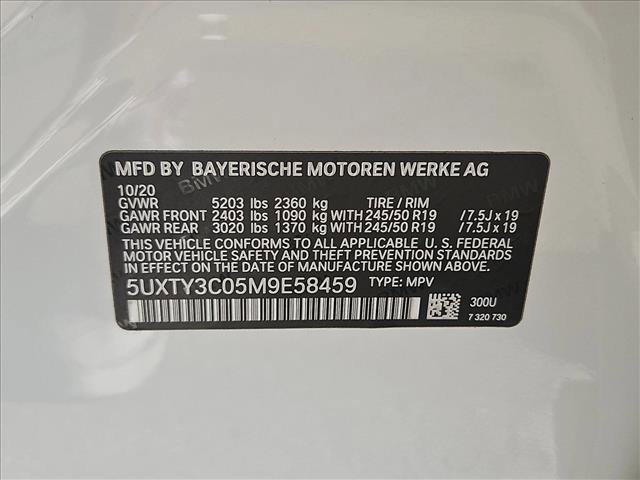 MFD BY BAYERISCHE MOTOREN WERKE AG
10/20
GVWR 5203 lbs 2360 kg TIRE / RIM
GAWR FRONT 2403 lbs 1090 kg WITH 245/50 R19 / 7.5J x 19
GAWR REAR 3020 lbs 1370 kg WITH 245/50 R19 / 7.5J x 19
THIS VEHICLE CONFORMS TO ALL APPLICABLE U. S. FEDERAL
MOTOR VEHICLE SAFETY AND THEFT PREVENTION STANDARDS
IN EFFECT ON THE DATE OF MANUFACTURE SHOWN ABOVE.
5UXTY3C05M9E58459 TYPE: MPV
300U
7 320 730